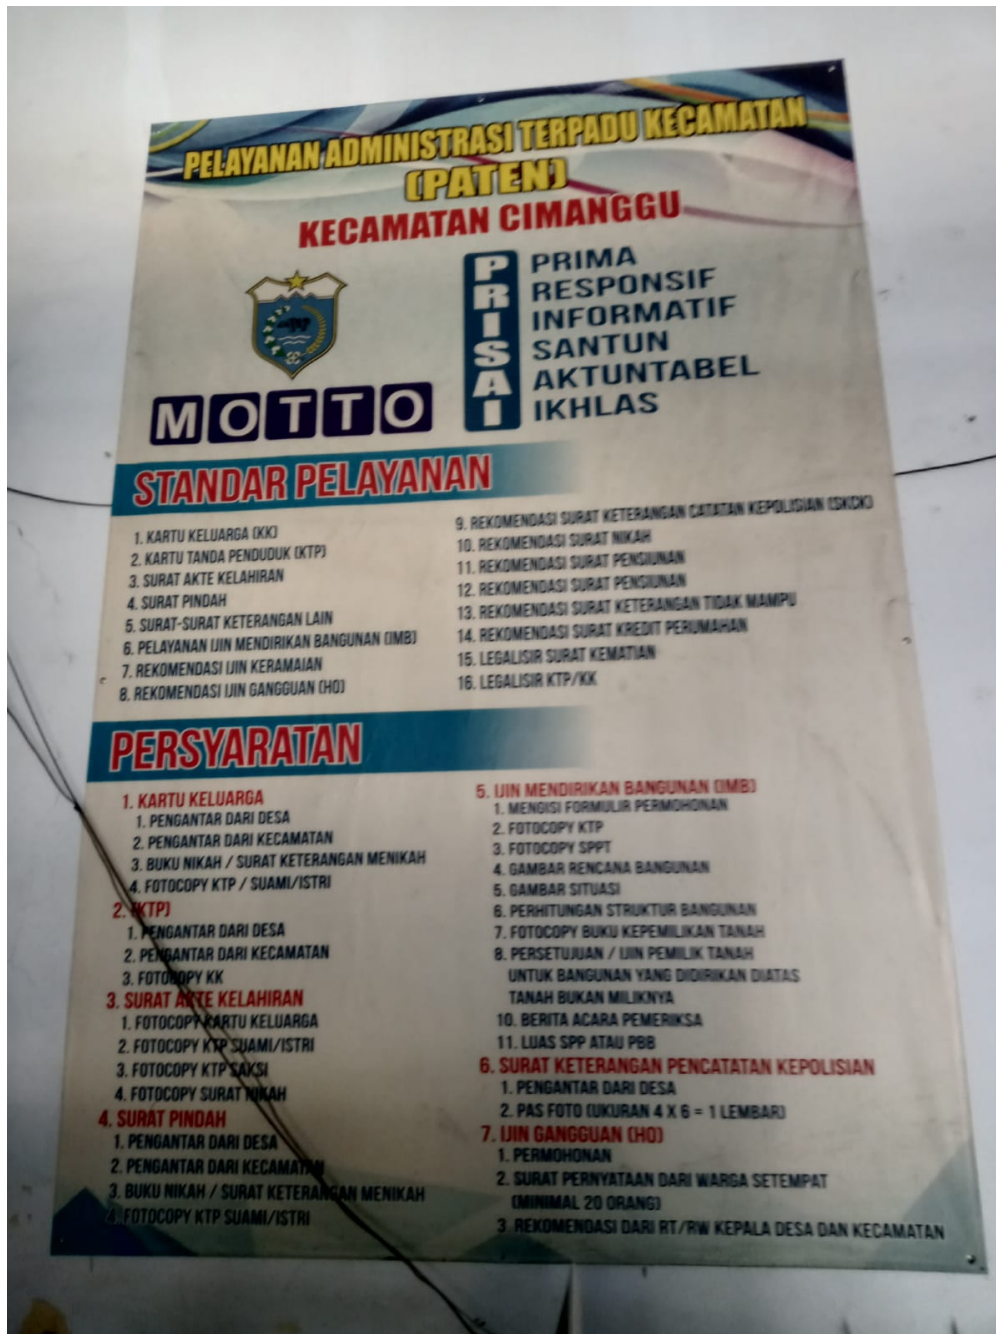 PELAYANAN ADMINISTRASI TERPADU KECAMATAN
(PATEN)
KECAMATAN CIMANGGU
MOTTO
PRISAI
PRIMA
RESPONSIF
INFORMATIF
SANTUN
AKTUNTABEL
IKHLAS
STANDAR PELAYANAN
1. KARTU KELUARGA (KK)
2. KARTU TANDA PENDUDUK (KTP)
3. SURAT AKTE KELAHIRAN
4. SURAT PINDAH
5. SURAT-SURAT KETERANGAN LAIN
6. PELAYANAN IJIN MENDIRIKAN BANGUNAN (IMB)
7. REKOMENDASI IJIN KERAMAIAN
8. REKOMENDASI IJIN GANGGUAN (HO)
9. REKOMENDASI SURAT KETERANGAN CATATAN KEPOLISIAN (SKCK)
10. REKOMENDASI SURAT NIKAH
11. REKOMENDASI SURAT PENSIUNAN
12. REKOMENDASI SURAT PENSIUNAN
13. REKOMENDASI SURAT KETERANGAN TIDAK MAMPU
14. REKOMENDASI SURAT KREDIT PERUMAHAN
15. LEGALISIR SURAT KEMATIAN
16. LEGALISIR KTP/KK
PERSYARATAN
1. KARTU KELUARGA
1. PENGANTAR DARI DESA
2. PENGANTAR DARI KECAMATAN
3. BUKU NIKAH / SURAT KETERANGAN MENIKAH
4. FOTOCOPY KTP / SUAMI/ISTRI
2. (KTP)
1. PENGANTAR DARI DESA
2. PENGANTAR DARI KECAMATAN
3. FOTOCOPY KK
3. SURAT AKTE KELAHIRAN
1. FOTOCOPY KARTU KELUARGA
2. FOTOCOPY KTP SUAMI/ISTRI
3. FOTOCOPY KTP SAKSI
4. FOTOCOPY SURAT NIKAH
4. SURAT PINDAH
1. PENGANTAR DARI DESA
2. PENGANTAR DARI KECAMATAN
3. BUKU NIKAH / SURAT KETERANGAN MENIKAH
4. FOTOCOPY KTP SUAMI/ISTRI
5. IJIN MENDIRIKAN BANGUNAN (IMB)
1. MENGISI FORMULIR PERMOHONAN
2. FOTOCOPY KTP
3. FOTOCOPY SPPT
4. GAMBAR RENCANA BANGUNAN
5. GAMBAR SITUASI
6. PERHITUNGAN STRUKTUR BANGUNAN
7. FOTOCOPY BUKU KEPEMILIKAN TANAH
8. PERSETUJUAN / IJIN PEMILIK TANAH
UNTUK BANGUNAN YANG DIDIRIKAN DIATAS
TANAH BUKAN MILIKNYA
10. BERITA ACARA PEMERIKSA
11. LUAS SPP ATAU PBB
6. SURAT KETERANGAN PENCATATAN KEPOLISIAN
1. PENGANTAR DARI DESA
2. PAS FOTO (UKURAN 4 X 6 = 1 LEMBAR)
7. IJIN GANGGUAN (HO)
1. PERMOHONAN
2. SURAT PERNYATAAN DARI WARGA SETEMPAT
(MINIMAL 20 ORANG)
3. REKOMENDASI DARI RT/RW KEPALA DESA DAN KECAMATAN